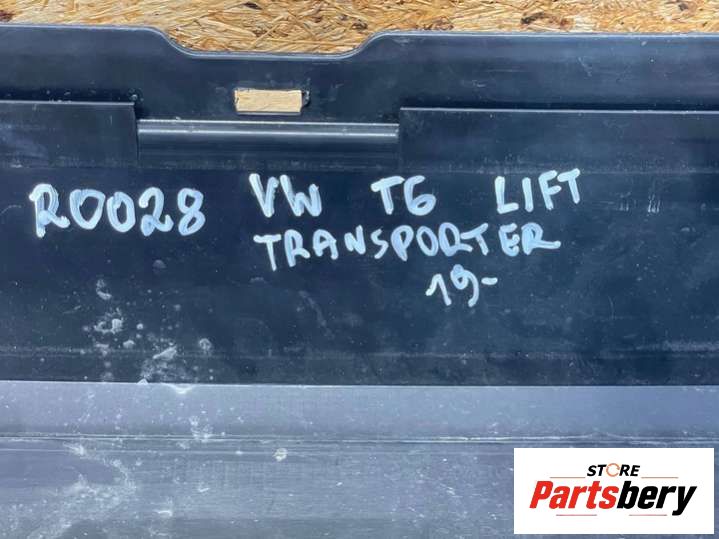 R0028 VW T6 LIFT
TRANSPORTER
19-
STORE
Partsbery